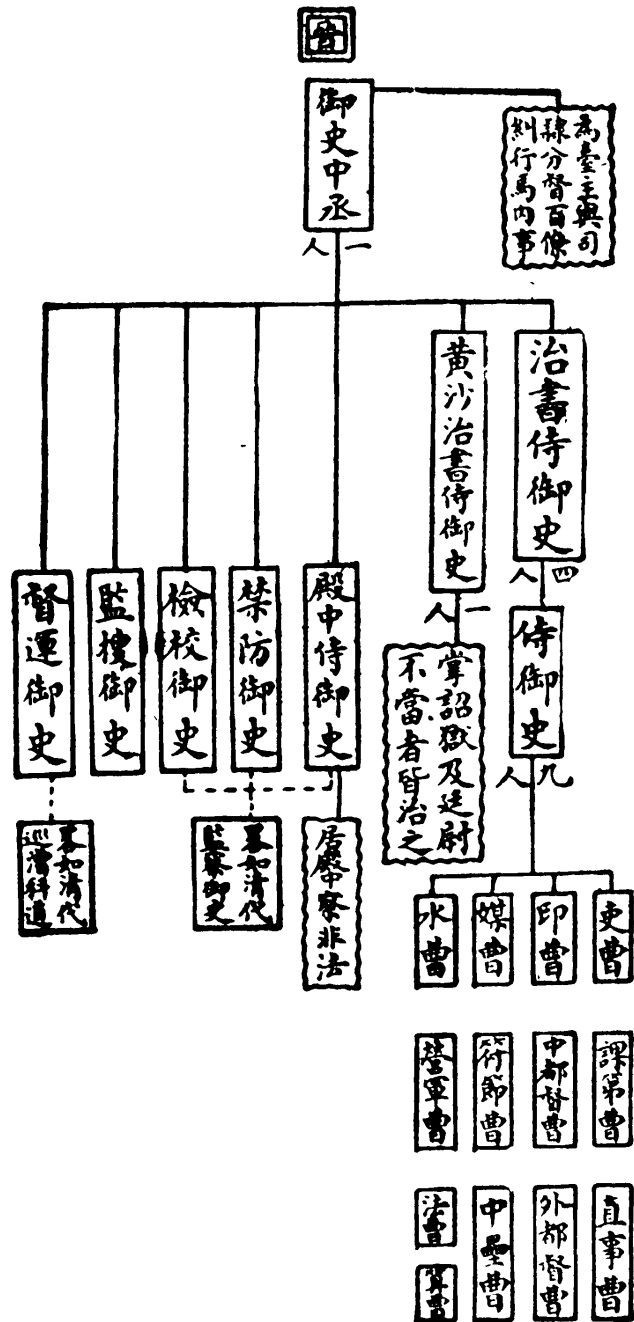 晉
御史中丞
一人
為臺主與司
隸分督百僚
糾行馬內事
治書侍御史
四人
侍御史
九人
吏曹
課第曹
直事曹
印曹
中都督曹
外都督曹
媒曹
符節曹
中壘曹
水曹
營軍曹
法曹
算曹
黃沙治書侍御史
一人
掌詔獄及廷尉
不當者皆治之
殿中侍御史
居殿中察非法
禁防御史
檢校御史
畧如清代
監察御史
監搜御史
督運御史
畧如清代
巡漕科道